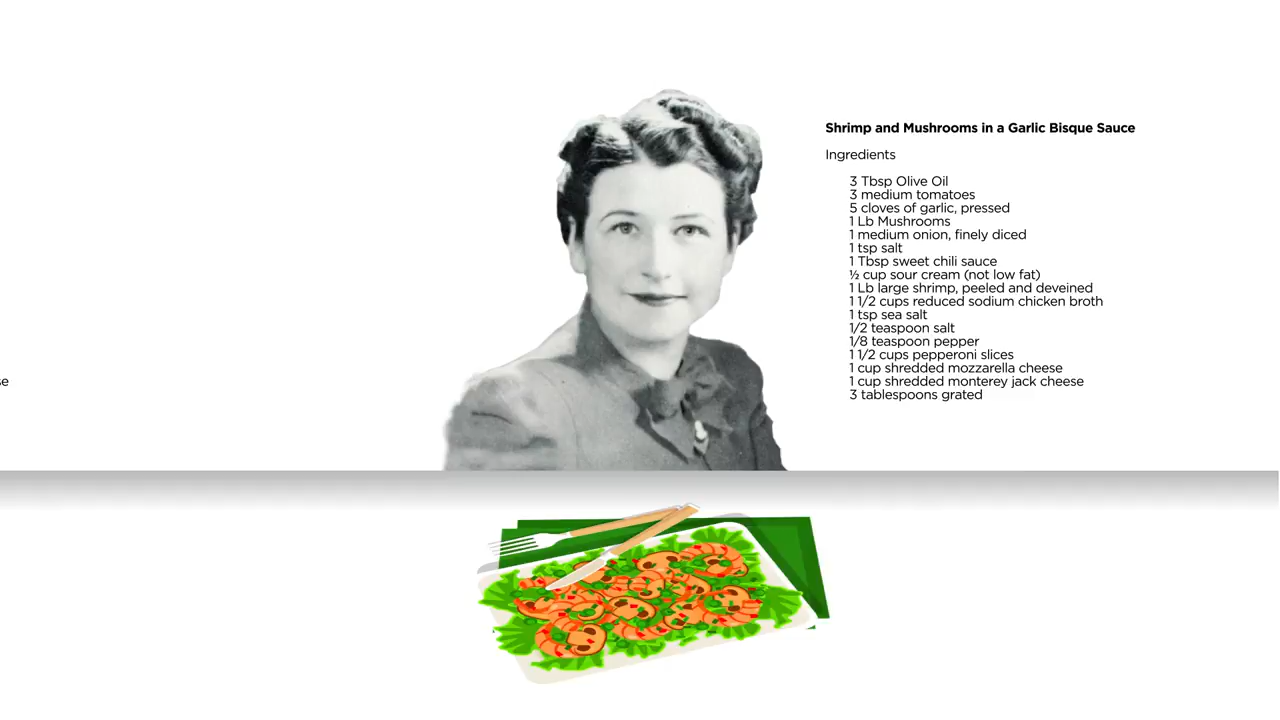 Shrimp and Mushrooms in a Garlic Bisque Sauce
Ingredients
3 Tbsp Olive Oil
3 medium tomatoes
5 cloves of garlic, pressed
1 Lb Mushrooms
1 medium onion, finely diced
1 tsp salt
1 Tbsp sweet chili sauce
½ cup sour cream (not low fat)
1 Lb large shrimp, peeled and deveined
1 1/2 cups reduced sodium chicken broth
1 tsp sea salt
1/2 teaspoon salt
1/8 teaspoon pepper
1 1/2 cups pepperoni slices
1 cup shredded mozzarella cheese
1 cup shredded monterey jack cheese
3 tablespoons grated